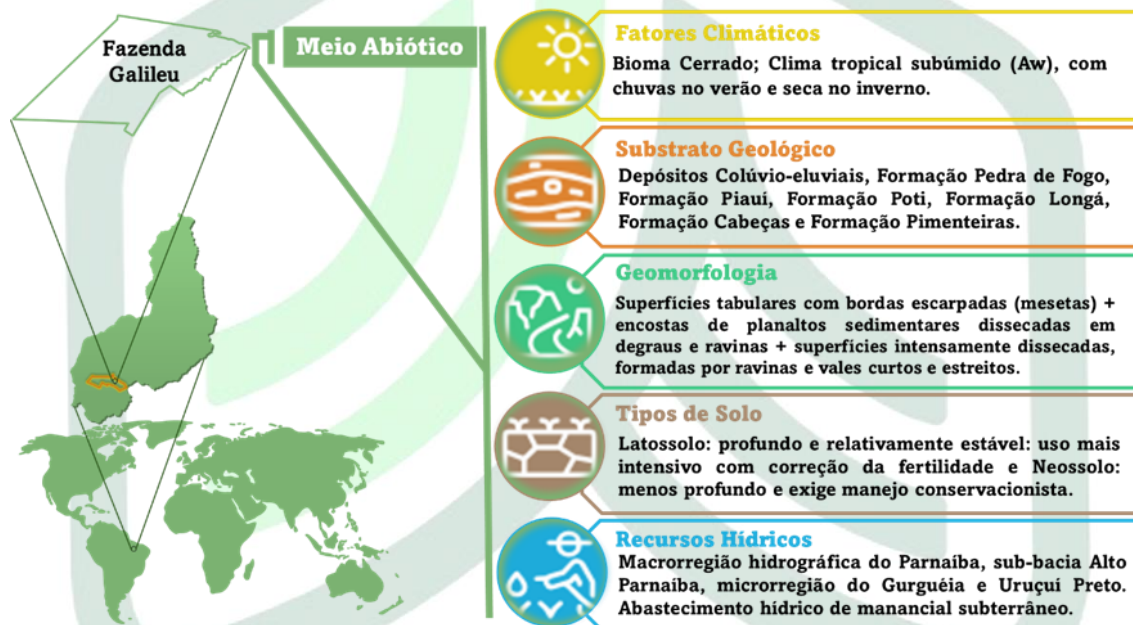 Fazenda
Galileu
Meio Abiótico
Fatores Climáticos
Bioma Cerrado; Clima tropical subúmido (Aw), com
chuvas no verão e seca no inverno.
Substrato Geológico
Depósitos Colúvio-eluviais, Formação Pedra de Fogo,
Formação Piauí, Formação Poti, Formação Longá,
Formação Cabeças e Formação Pimenteiras.
Geomorfologia
Superfícies tabulares com bordas escarpadas (mesetas) +
encostas de planaltos sedimentares dissecadas em
degraus e ravinas + superfícies intensamente dissecadas,
formadas por ravinas e vales curtos e estreitos.
Tipos de Solo
Latossolo: profundo e relativamente estável: uso mais
intensivo com correção da fertilidade e Neossolo:
menos profundo e exige manejo conservacionista.
Recursos Hídricos
Macrorregião hidrográfica do Parnaíba, sub-bacia Alto
Parnaíba, microrregião do Gurguéia e Uruçuí Preto.
Abastecimento hídrico de manancial subterrâneo.